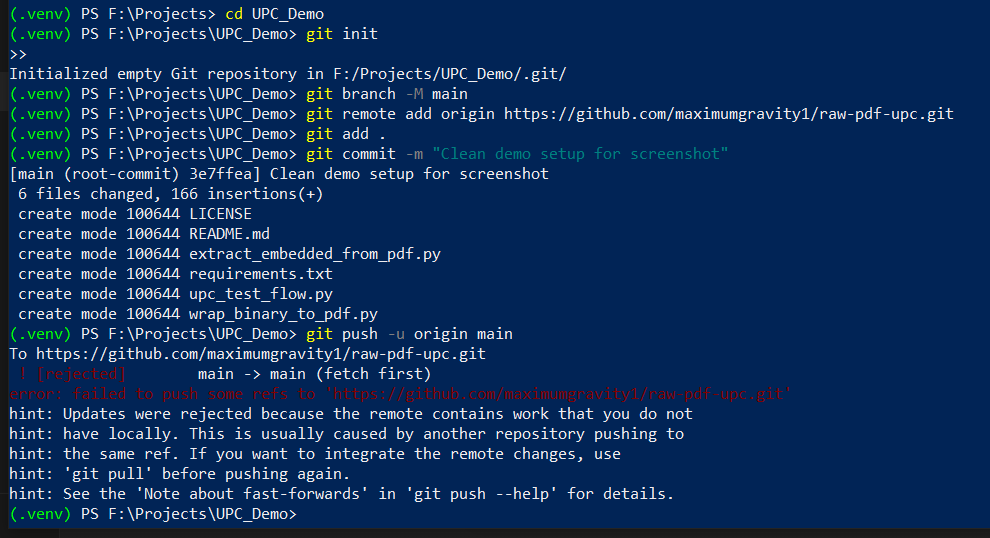 (.venv) PS F:\Projects> cd UPC_Demo
(.venv) PS F:\Projects\UPC_Demo> git init
>>
Initialized empty Git repository in F:/Projects/UPC_Demo/.git/
(.venv) PS F:\Projects\UPC_Demo> git branch -M main
(.venv) PS F:\Projects\UPC_Demo> git remote add origin https://github.com/maximumgravity1/raw-pdf-upc.git
(.venv) PS F:\Projects\UPC_Demo> git add .
(.venv) PS F:\Projects\UPC_Demo> git commit -m "Clean demo setup for screenshot"
[main (root-commit) 3e7ffea] Clean demo setup for screenshot
 6 files changed, 166 insertions(+)
 create mode 100644 LICENSE
 create mode 100644 README.md
 create mode 100644 extract_embedded_from_pdf.py
 create mode 100644 requirements.txt
 create mode 100644 upc_test_flow.py
 create mode 100644 wrap_binary_to_pdf.py
(.venv) PS F:\Projects\UPC_Demo> git push -u origin main
To https://github.com/maximumgravity1/raw-pdf-upc.git
 ! [rejected]        main -> main (fetch first)
error: failed to push some refs to 'https://github.com/maximumgravity1/raw-pdf-upc.git'
hint: Updates were rejected because the remote contains work that you do not
hint: have locally. This is usually caused by another repository pushing to
hint: the same ref. If you want to integrate the remote changes, use
hint: 'git pull' before pushing again.
hint: See the 'Note about fast-forwards' in 'git push --help' for details.
(.venv) PS F:\Projects\UPC_Demo>